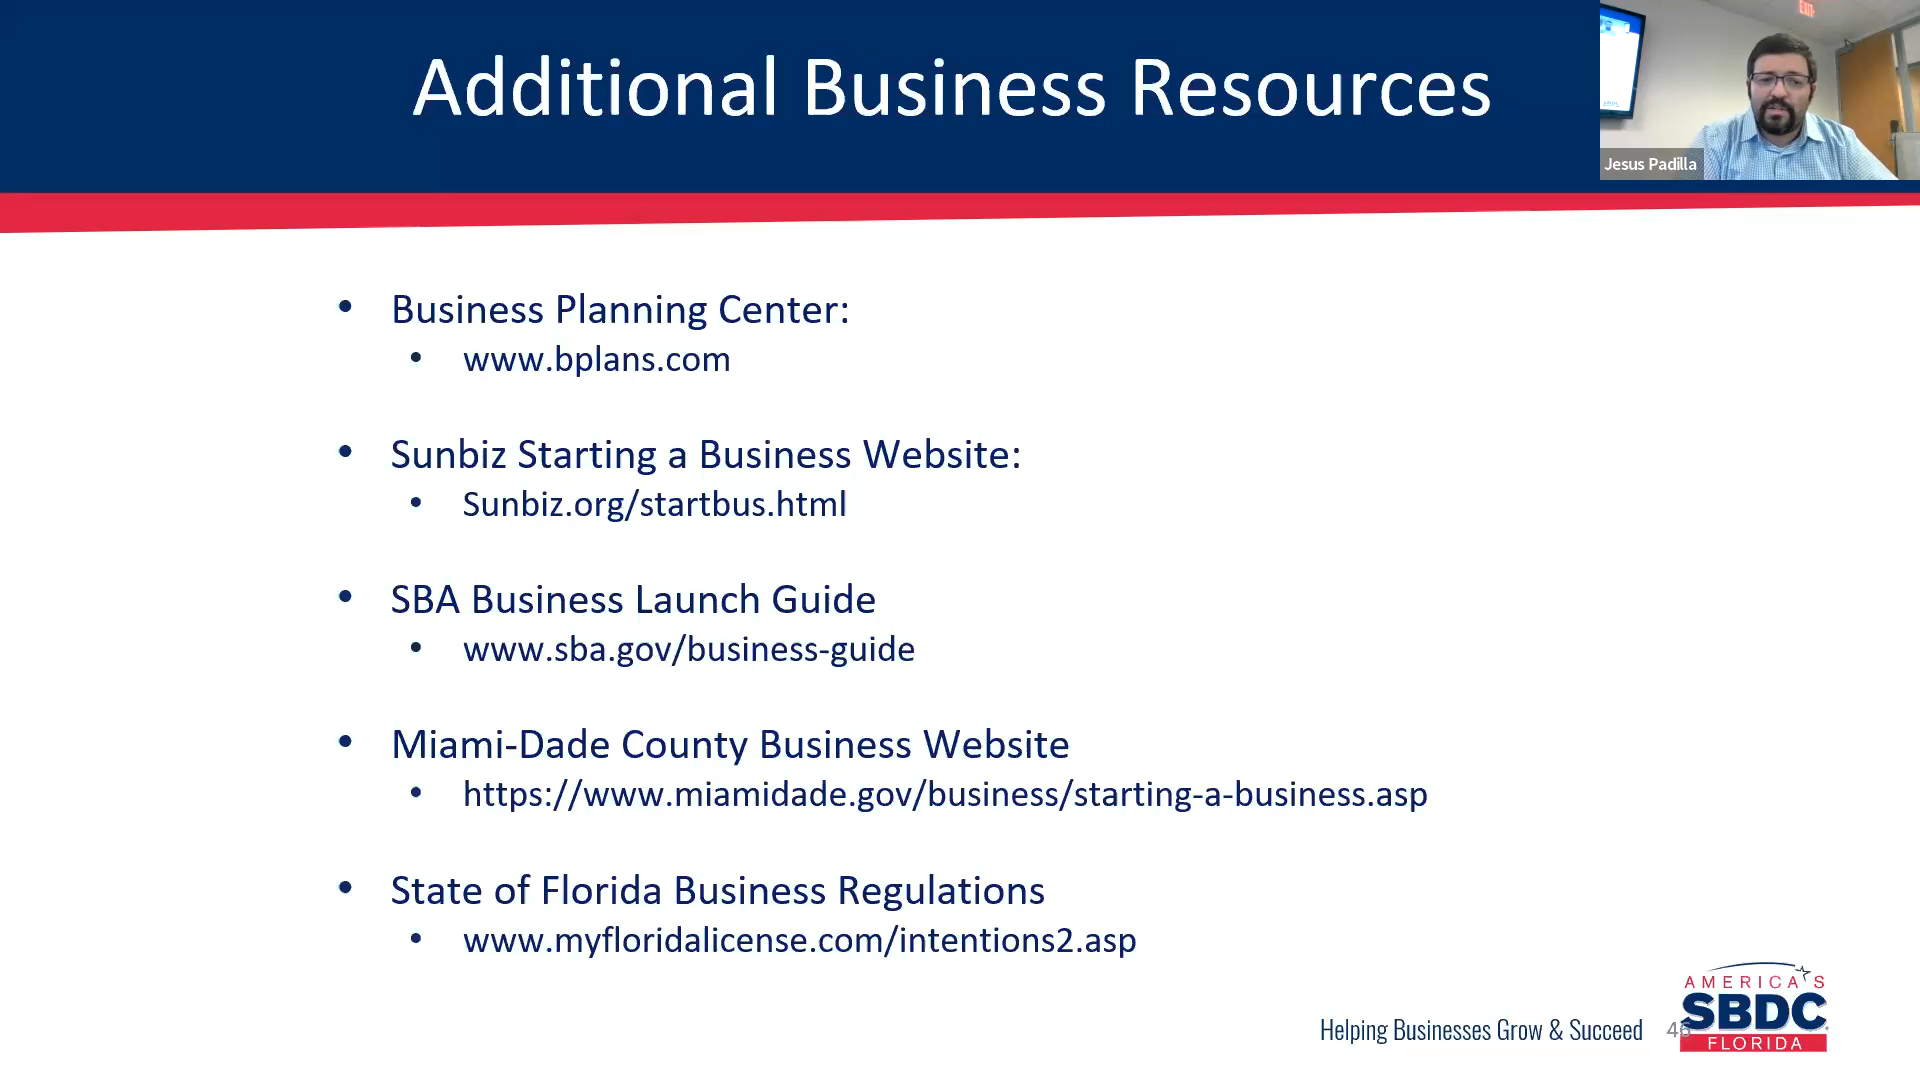 Additional Business Resources
EXIT
Jesus Padilla
• Business Planning Center:
• www.bplans.com
• Sunbiz Starting a Business Website:
• Sunbiz.org/startbus.html
• SBA Business Launch Guide
• www.sba.gov/business-guide
• Miami-Dade County Business Website
• https://www.miamidade.gov/business/starting-a-business.asp
• State of Florida Business Regulations
• www.myfloridalicense.com/intentions2.asp
Helping Businesses Grow & Succeed
46
AMERICA'S
SBDC
FLORIDA